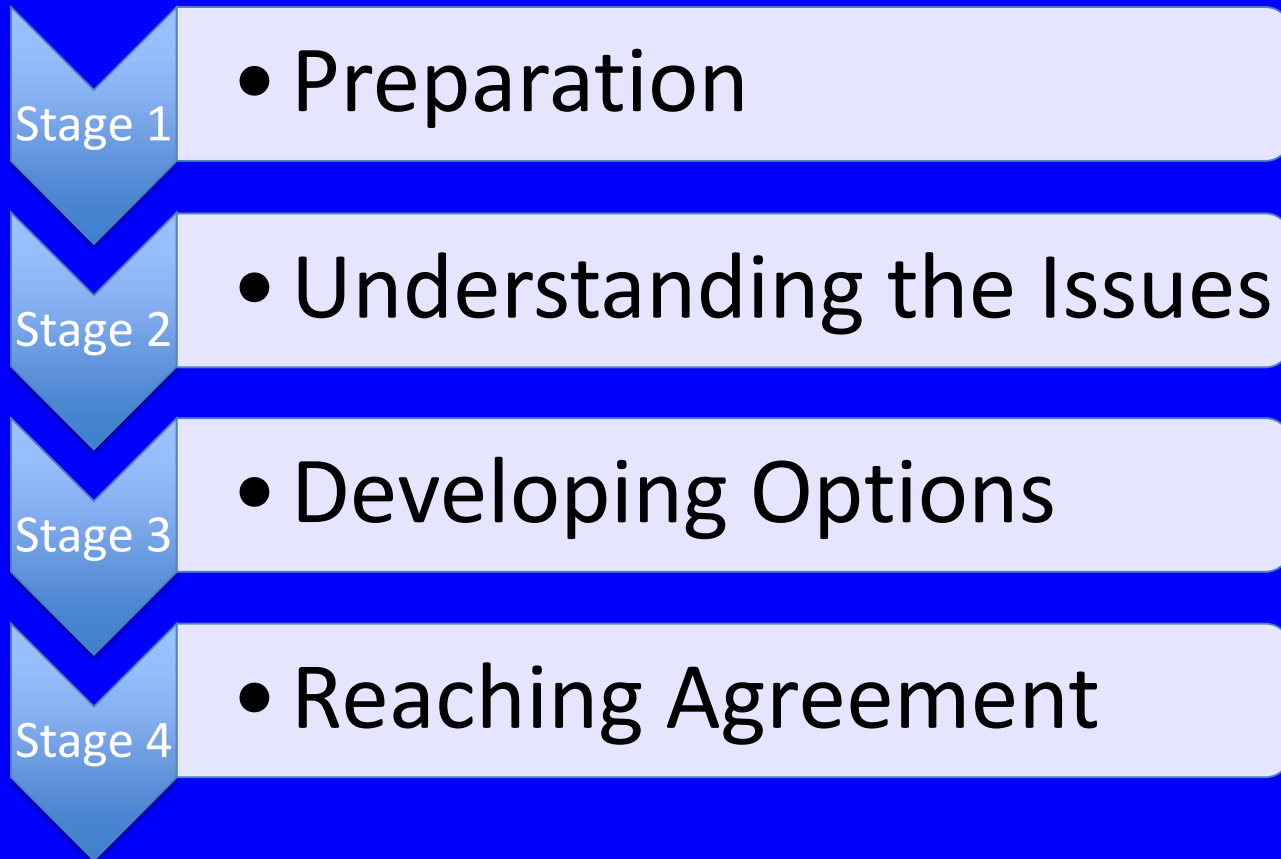 Stage 1
• Preparation
Stage 2
• Understanding the Issues
Stage 3
• Developing Options
Stage 4
• Reaching Agreement